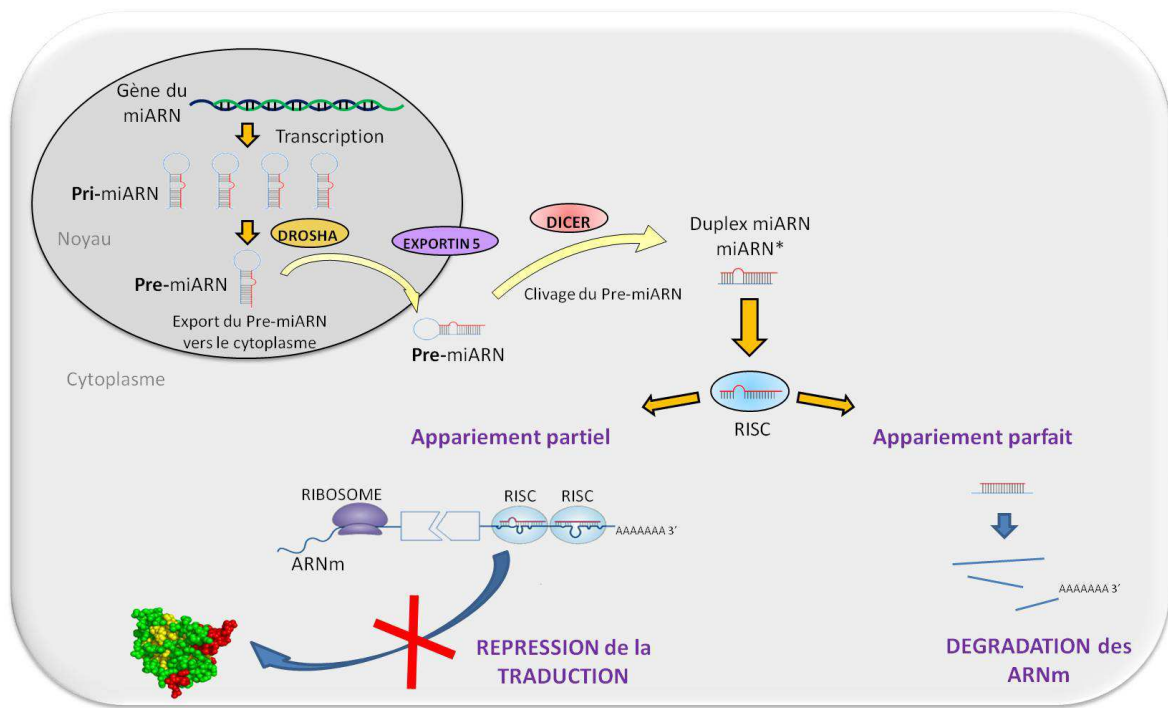 Gène du
miARN
Transcription
Pri-miARN
Noyau
DROSHA
EXPORTIN 5
Pre-miARN
Export du Pre-miARN
vers le cytoplasme
Cytoplasme
Pre-miARN
DICER
Clivage du Pre-miARN
Duplex miARN
miARN*
RISC
Appariement partiel
Appariement parfait
RIBOSOME
RISC
RISC
AAAAAAA 3´
ARNm
REPRESSION de la
TRADUCTION
AAAAAAA 3´
DEGRADATION des
ARNm